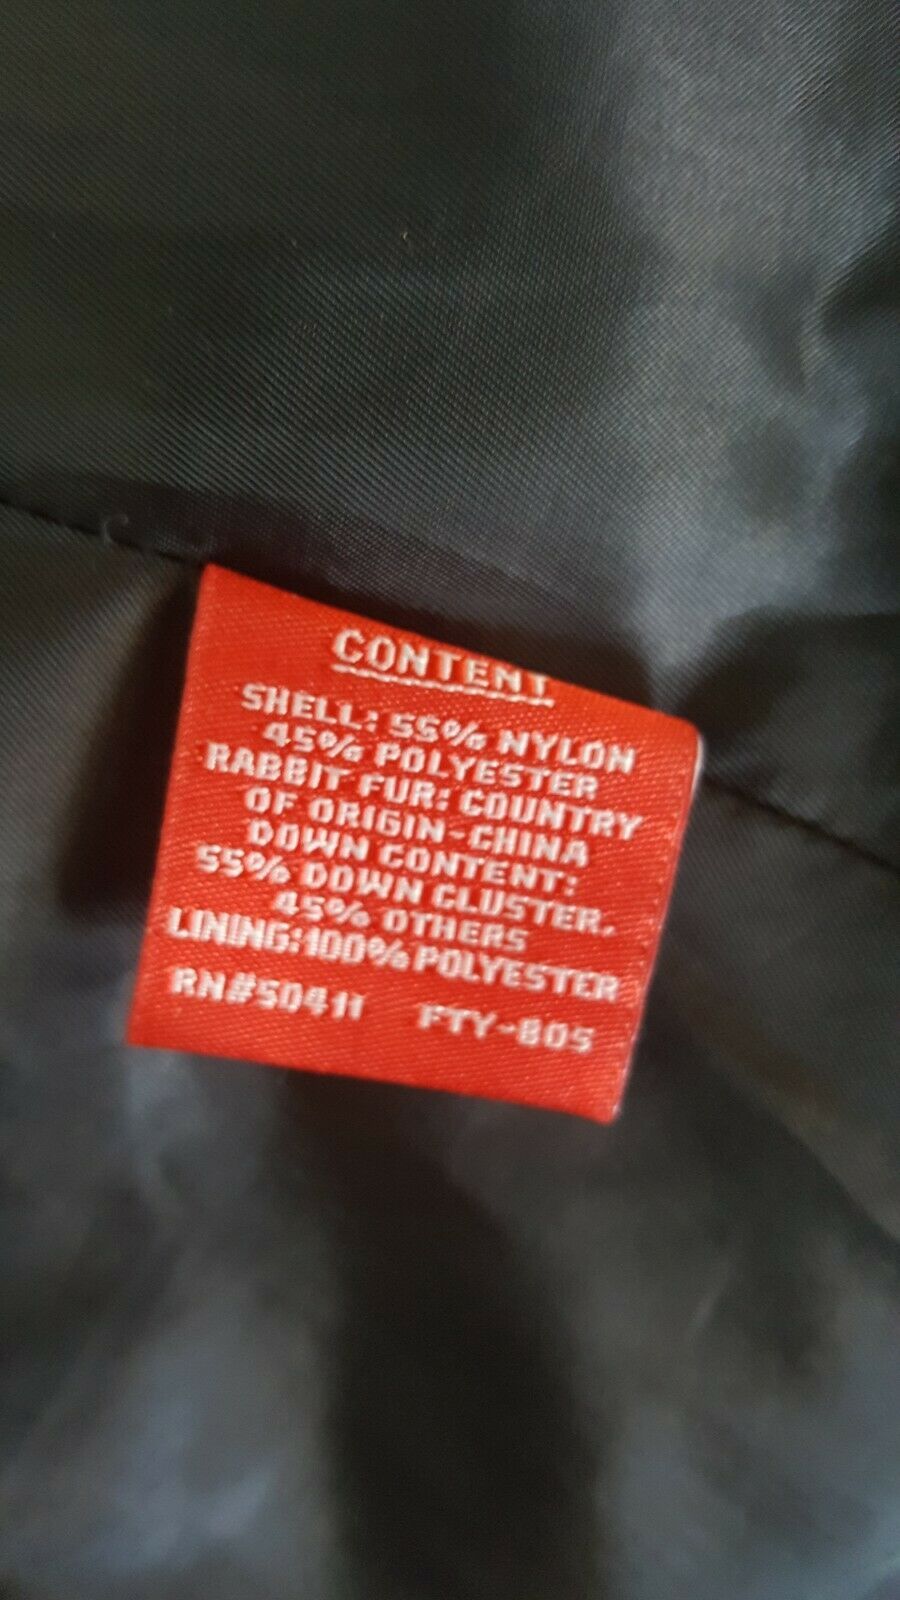 CONTENT
SHELL: 55% NYLON
45% POLYESTER
RABBIT FUR: COUNTRY
OF ORIGIN-CHINA
DOWN CONTENT:
55% DOWN CLUSTER.
45% OTHERS
LINING:100% POLYESTER
RN#50411 FTY-805